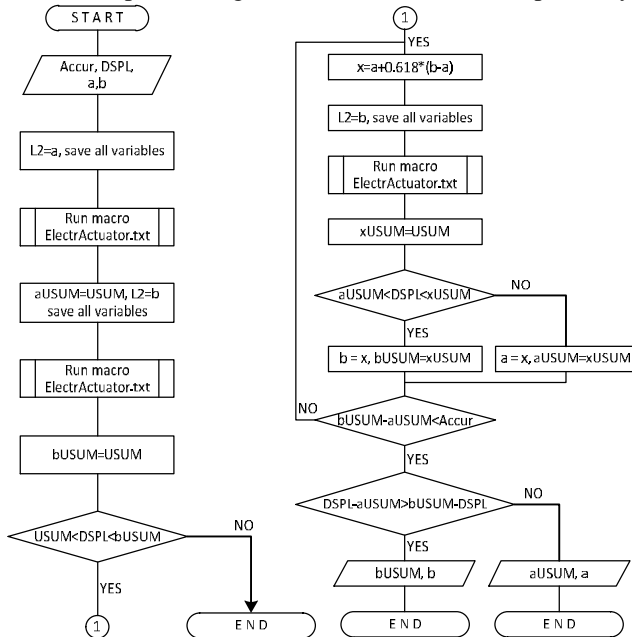 START
Accur, DSPL,
a,b
L2=a, save all variables
Run macro
ElectrActuator.txt
aUSUM=USUM, L2=b
save all variables
Run macro
ElectrActuator.txt
bUSUM=USUM
USUM<DSPL<bUSUM
NO
YES
1
END
1
YES
x=a+0.618*(b-a)
L2=b, save all variables
Run macro
ElectrActuator.txt
xUSUM=USUM
aUSUM<DSPL<xUSUM
NO
YES
b = x, bUSUM=xUSUM
a = x, aUSUM=xUSUM
NO
bUSUM-aUSUM<Accur
YES
DSPL-aUSUM>bUSUM-DSPL
NO
YES
bUSUM, b
aUSUM, a
END
END